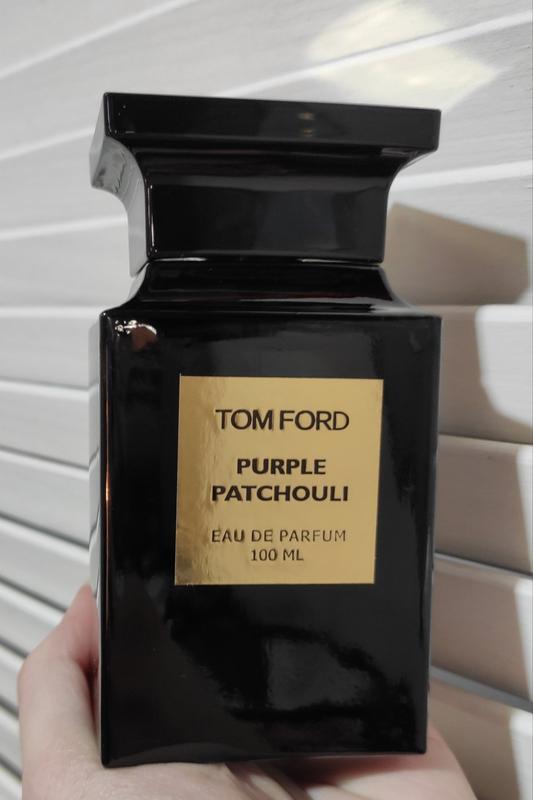 TOM FORD
PURPLE
PATCHOULI
EAU DE PARFUM
100 ML